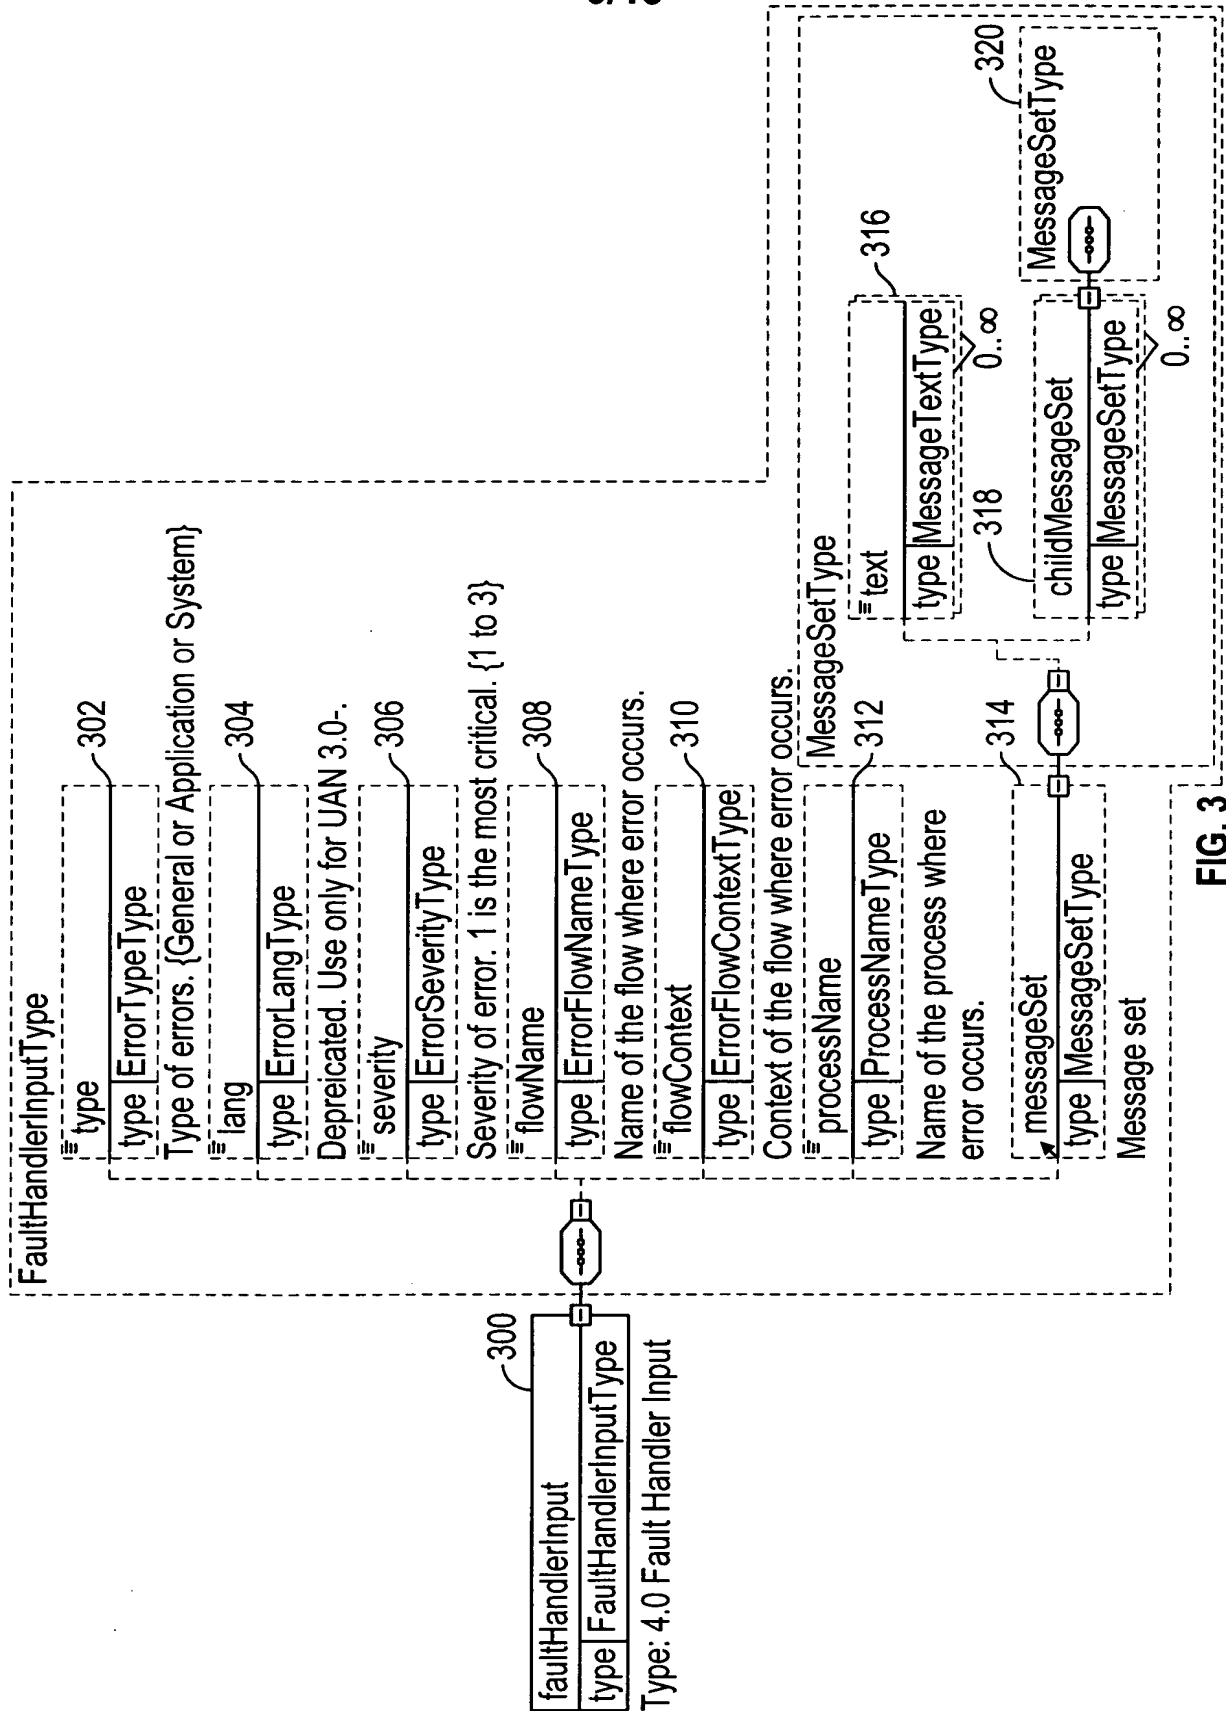 faultHandlerInput
type FaultHandlerInputType
Type: 4.0 Fault Handler Input
300
FaultHandlerInputType
type
type ErrorTypeType
302
Type of errors. {General or Application or System}
lang
type ErrorLangType
304
Depreicated. Use only for UAN 3.0-.
severity
type ErrorSeverityType
306
Severity of error. 1 is the most critical. {1 to 3}
flowName
type ErrorFlowNameType
308
Name of the flow where error occurs.
flowContext
type ErrorFlowContextType
310
Context of the flow where error occurs.
processName
type ProcessNameType
312
Name of the process where
error occurs.
messageSet
type MessageSetType
314
Message set
MessageSetType
text
type MessageTextType
316
0..∞
318
childMessageSet
type MessageSetType
0..∞
MessageSetType
320
FIG. 3